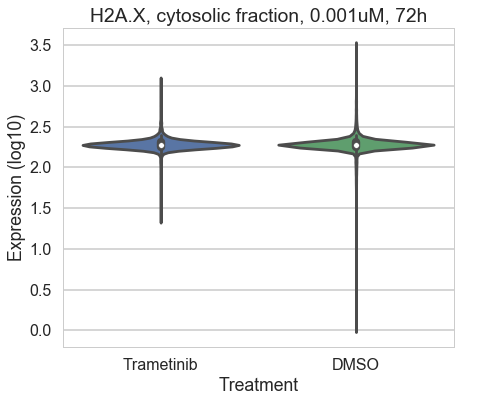 H2A.X, cytosolic fraction, 0.001uM, 72h
Expression (log10)
3.5
3.0
2.5
2.0
1.5
1.0
0.5
0.0
Trametinib DMSO
Treatment